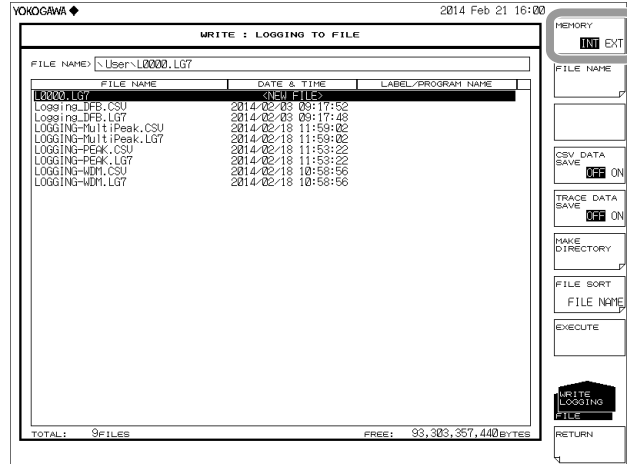 YOKOGAWA
2014 Feb 21 16:00
WRITE : LOGGING TO FILE
FILE NAME> \User\L0000.LG7
FILE NAME DATE & TIME LABEL/PROGRAM NAME
L0000.LG7 <NEW FILE>
Logging_DFB.CSV 2014/02/03 09:17:52
Logging_DFB.LG7 2014/02/03 09:17:48
LOGGING-MultiPeak.CSV 2014/02/18 11:59:02
LOGGING-MultiPeak.LG7 2014/02/18 11:59:02
LOGGING-PEAK.CSV 2014/02/18 11:53:22
LOGGING-PEAK.LG7 2014/02/18 11:53:22
LOGGING-WDM.CSV 2014/02/18 10:58:56
LOGGING-WDM.LG7 2014/02/18 10:58:56
TOTAL: 9FILES FREE: 93,303,357,440BYTES
MEMORY
INT EXT
FILE NAME
CSV DATA
SAVE
OFF ON
TRACE DATA
SAVE
OFF ON
MAKE
DIRECTORY
FILE SORT
FILE NAME
EXECUTE
WRITE
LOGGING
FILE
RETURN